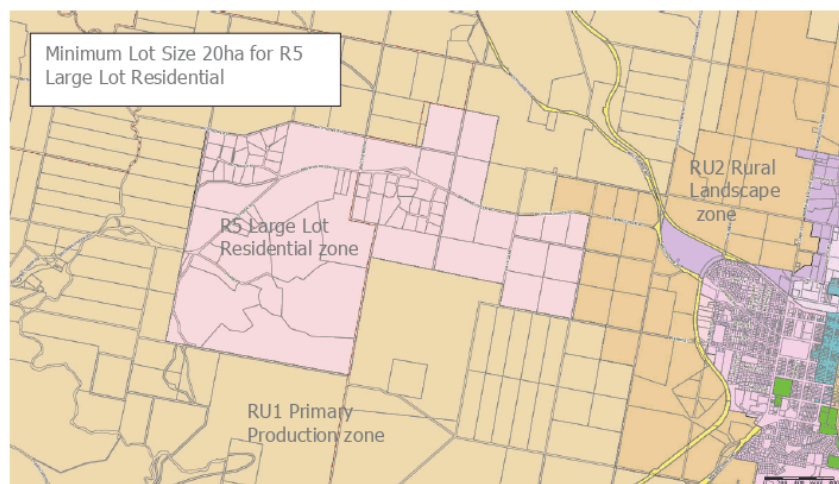 Minimum Lot Size 20ha for R5
Large Lot Residential
RU2 Rural
Landscape
zone
R5 Large Lot
Residential zone
RU1 Primary
Production zone